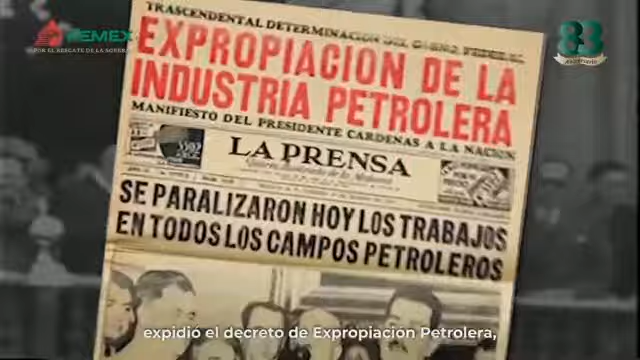 PEMEX
POR EL RESCATE DE LA SOBERANÍA
83
ANIVERSARIO
TRASCENDENTAL DETERMINACION DEL GOBNO. FEDERAL
EXPROPIACION DE LA
INDUSTRIA PETROLERA
MANIFIESTO DEL PRESIDENTE CARDENAS A LA NACION
LA PRENSA
SE PARALIZARON HOY LOS TRABAJOS
EN TODOS LOS CAMPOS PETROLEROS
expidió el decreto de Expropiación Petrolera,